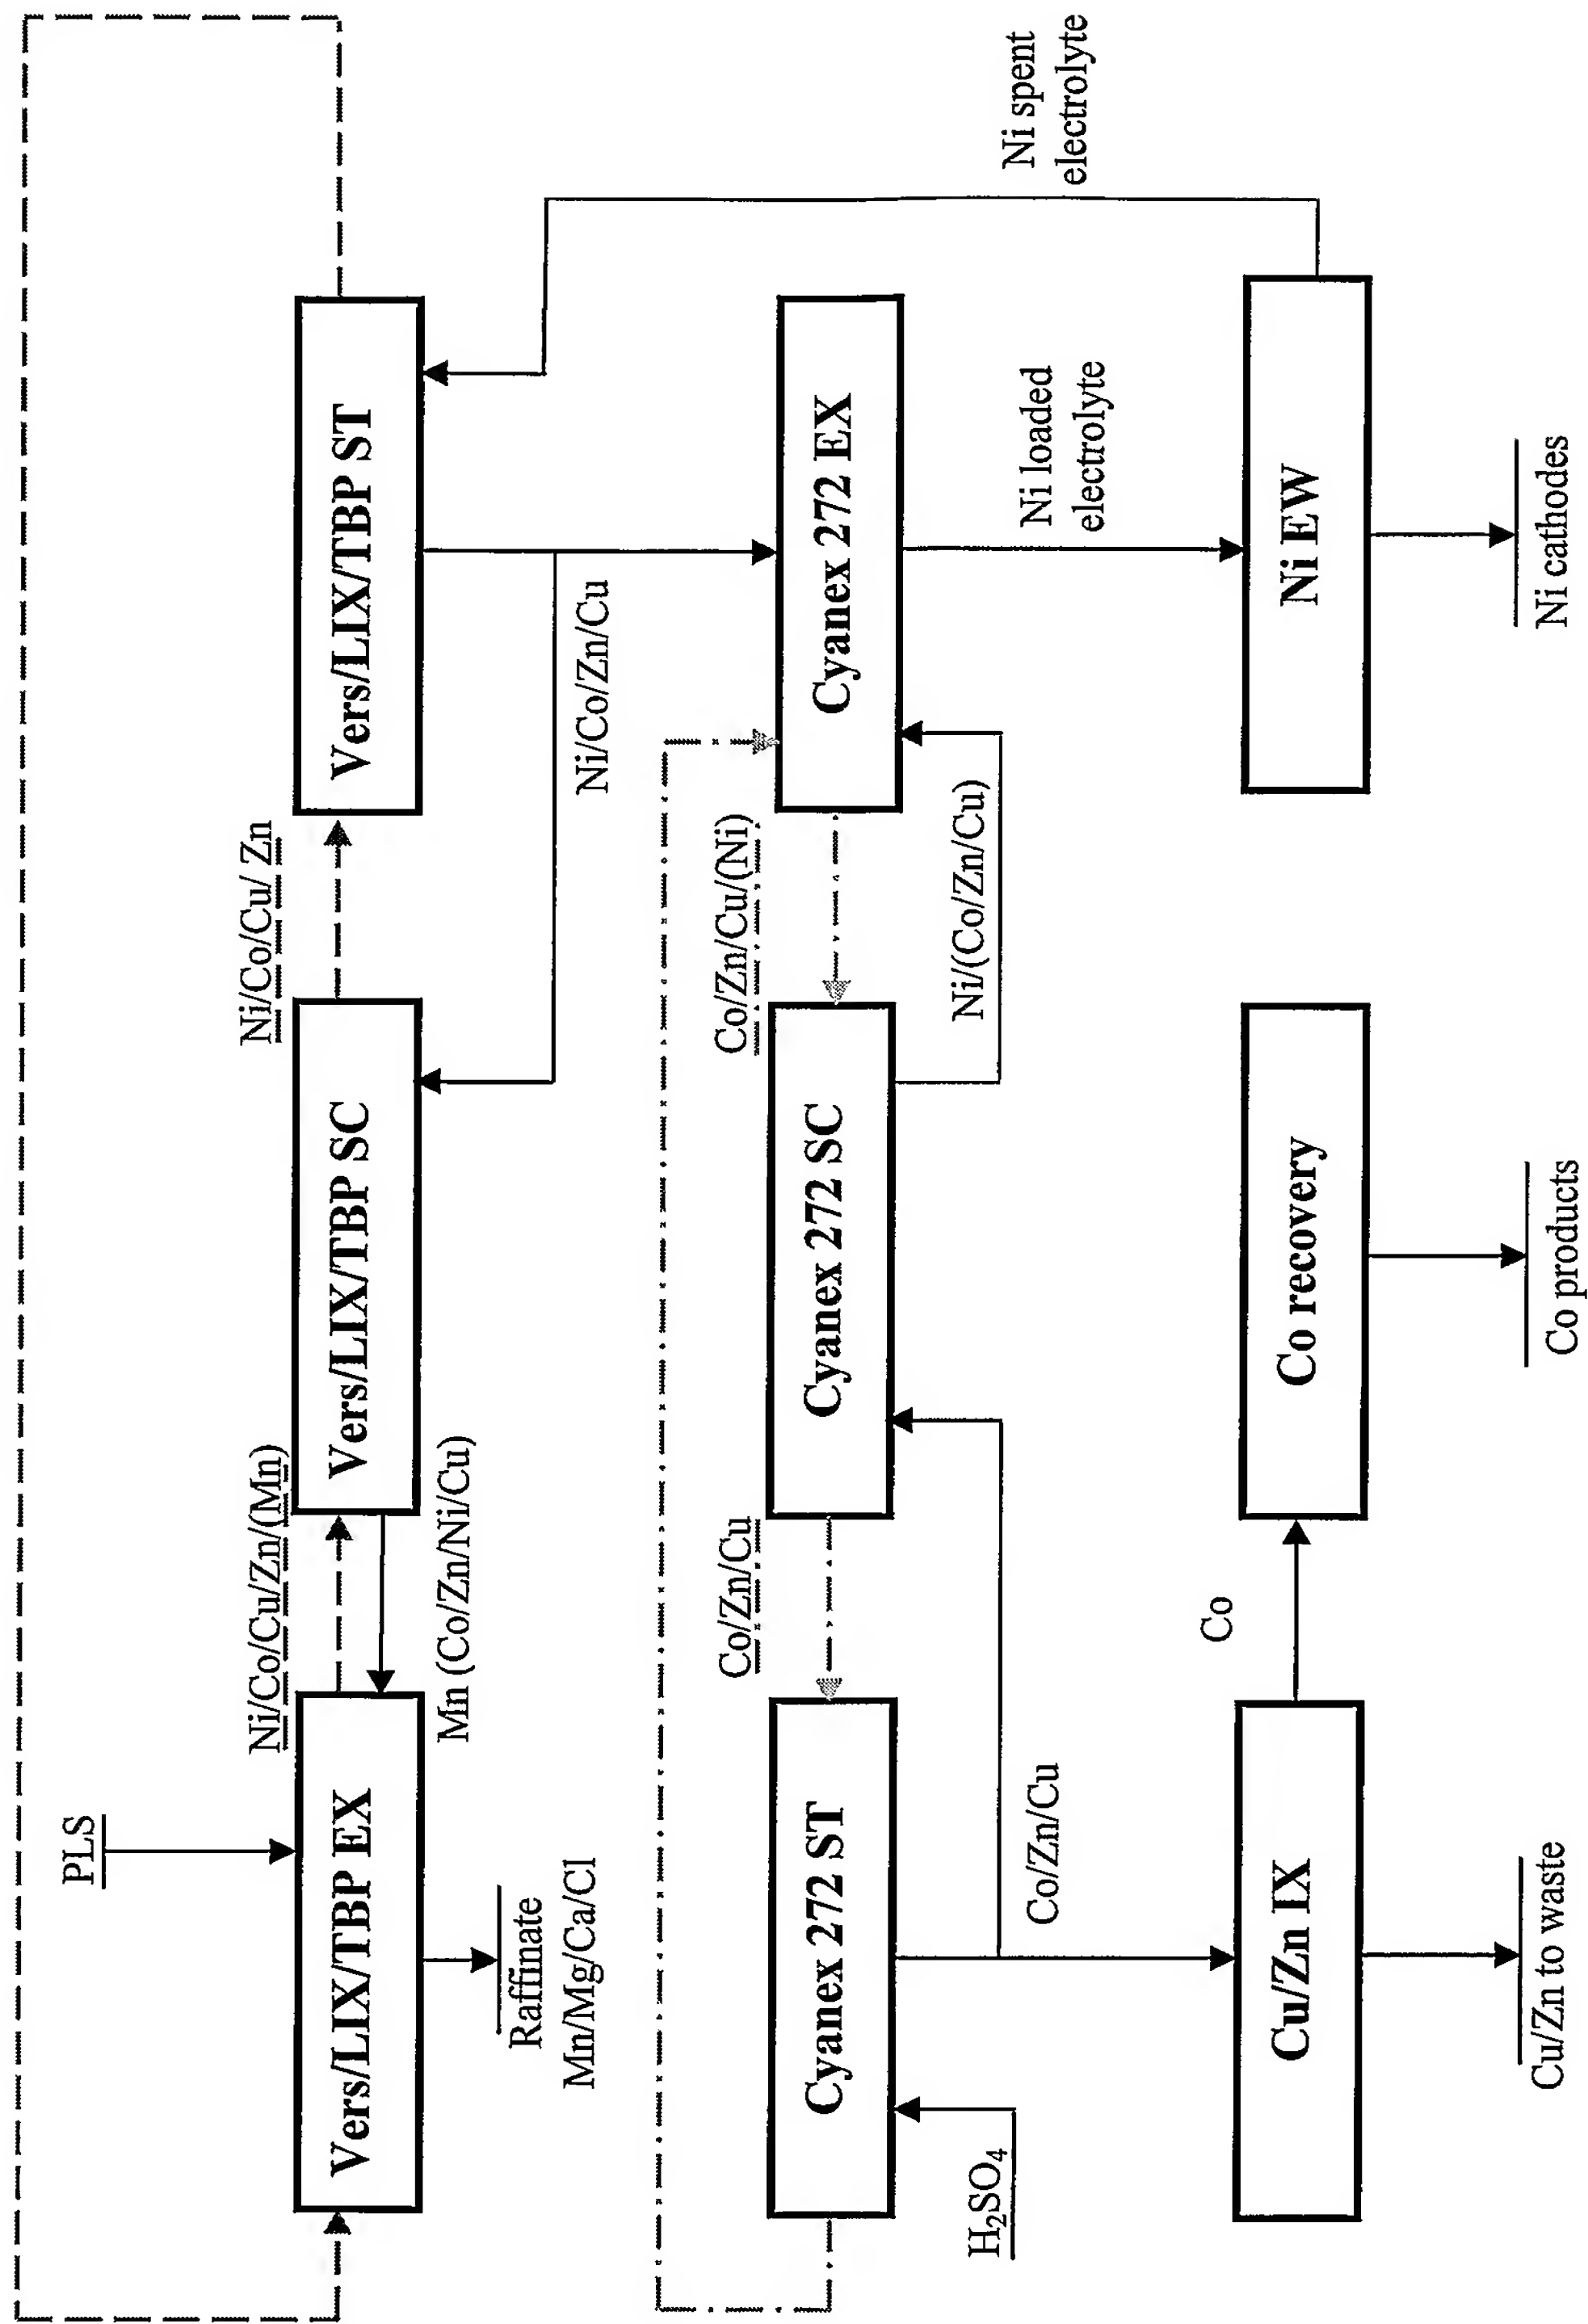 PLS
Ni/Co/Cu/Zn/(Mn)
Ni/Co/Cu/ Zn
Vers/LIX/TBP EX
Vers/LIX/TBP SC
Vers/LIX/TBP ST
Mn (Co/Zn/Ni/Cu)
Raffinate
Mn/Mg/Ca/Cl
Ni/Co/Zn/Cu
Co/Zn/Cu
Co/Zn/Cu/(Ni)
Cyanex 272 ST
Cyanex 272 SC
Cyanex 272 EX
H₂SO₄
Co/Zn/Cu
Ni/(Co/Zn/Cu)
Ni loaded
electrolyte
Ni spent
electrolyte
Co
Cu/Zn IX
Co recovery
Ni EW
Cu/Zn to waste
Co products
Ni cathodes